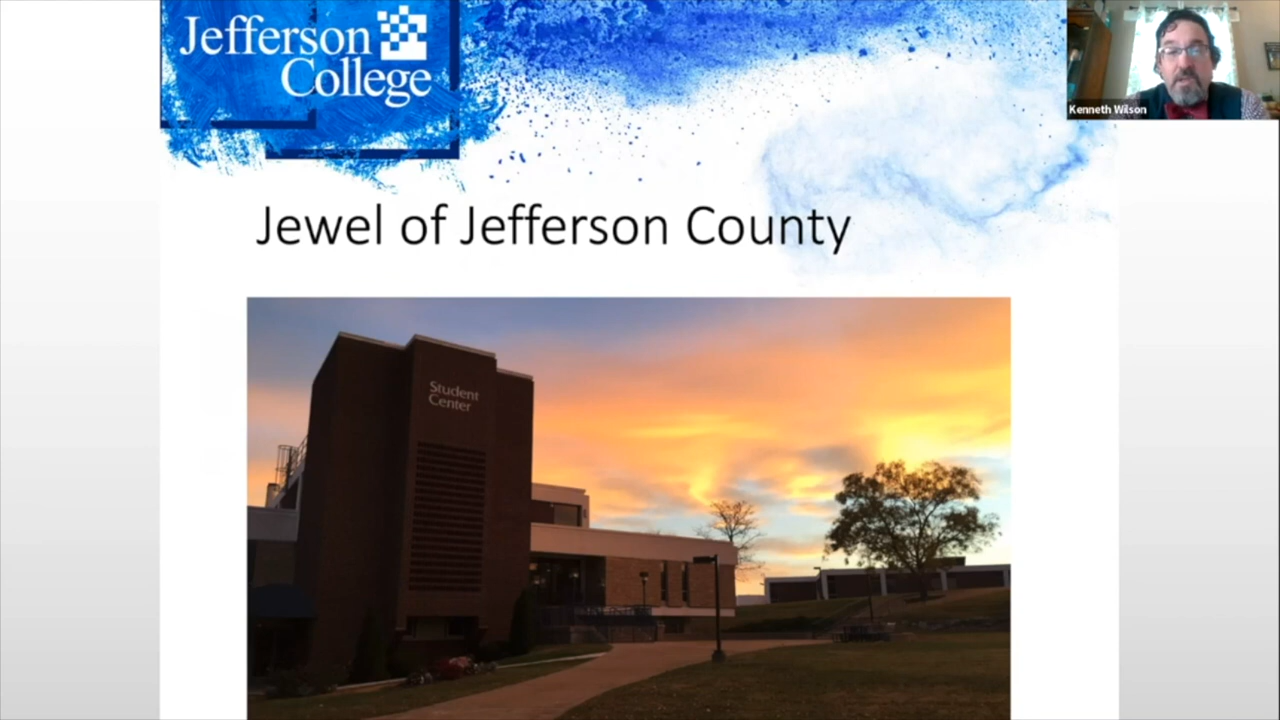 Jefferson
College
Kenneth Wilson
Jewel of Jefferson County
Student
Center